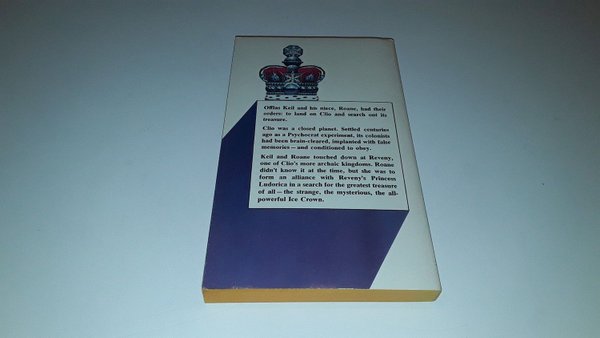 Offlas Keil and his niece, Roane, had their
orders: to land on Clio and search out its
treasure.
Clio was a closed planet. Settled centuries
ago as a Psychocrat experiment, its colonists
had been brain-cleared, implanted with false
memories — and conditioned to obey.
Keil and Roane touched down at Reveny,
one of Clio's more archaic kingdoms. Roane
didn't know it at the time, but she was to
form an alliance with Reveny's Princess
Ludorica in a search for the greatest treasure
of all — the strange, the mysterious, the all-
powerful Ice Crown.